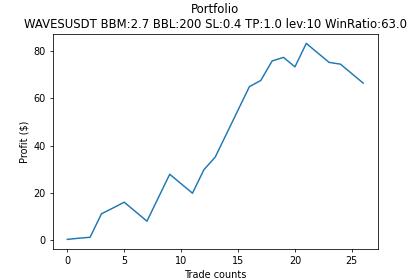 Portfolio
WAVESUSDT BBM:2.7 BBL:200 SL:0.4 TP:1.0 lev:10 WinRatio:63.0
Profit ($)
80
60
40
20
0
0 5 10 15 20 25
Trade counts